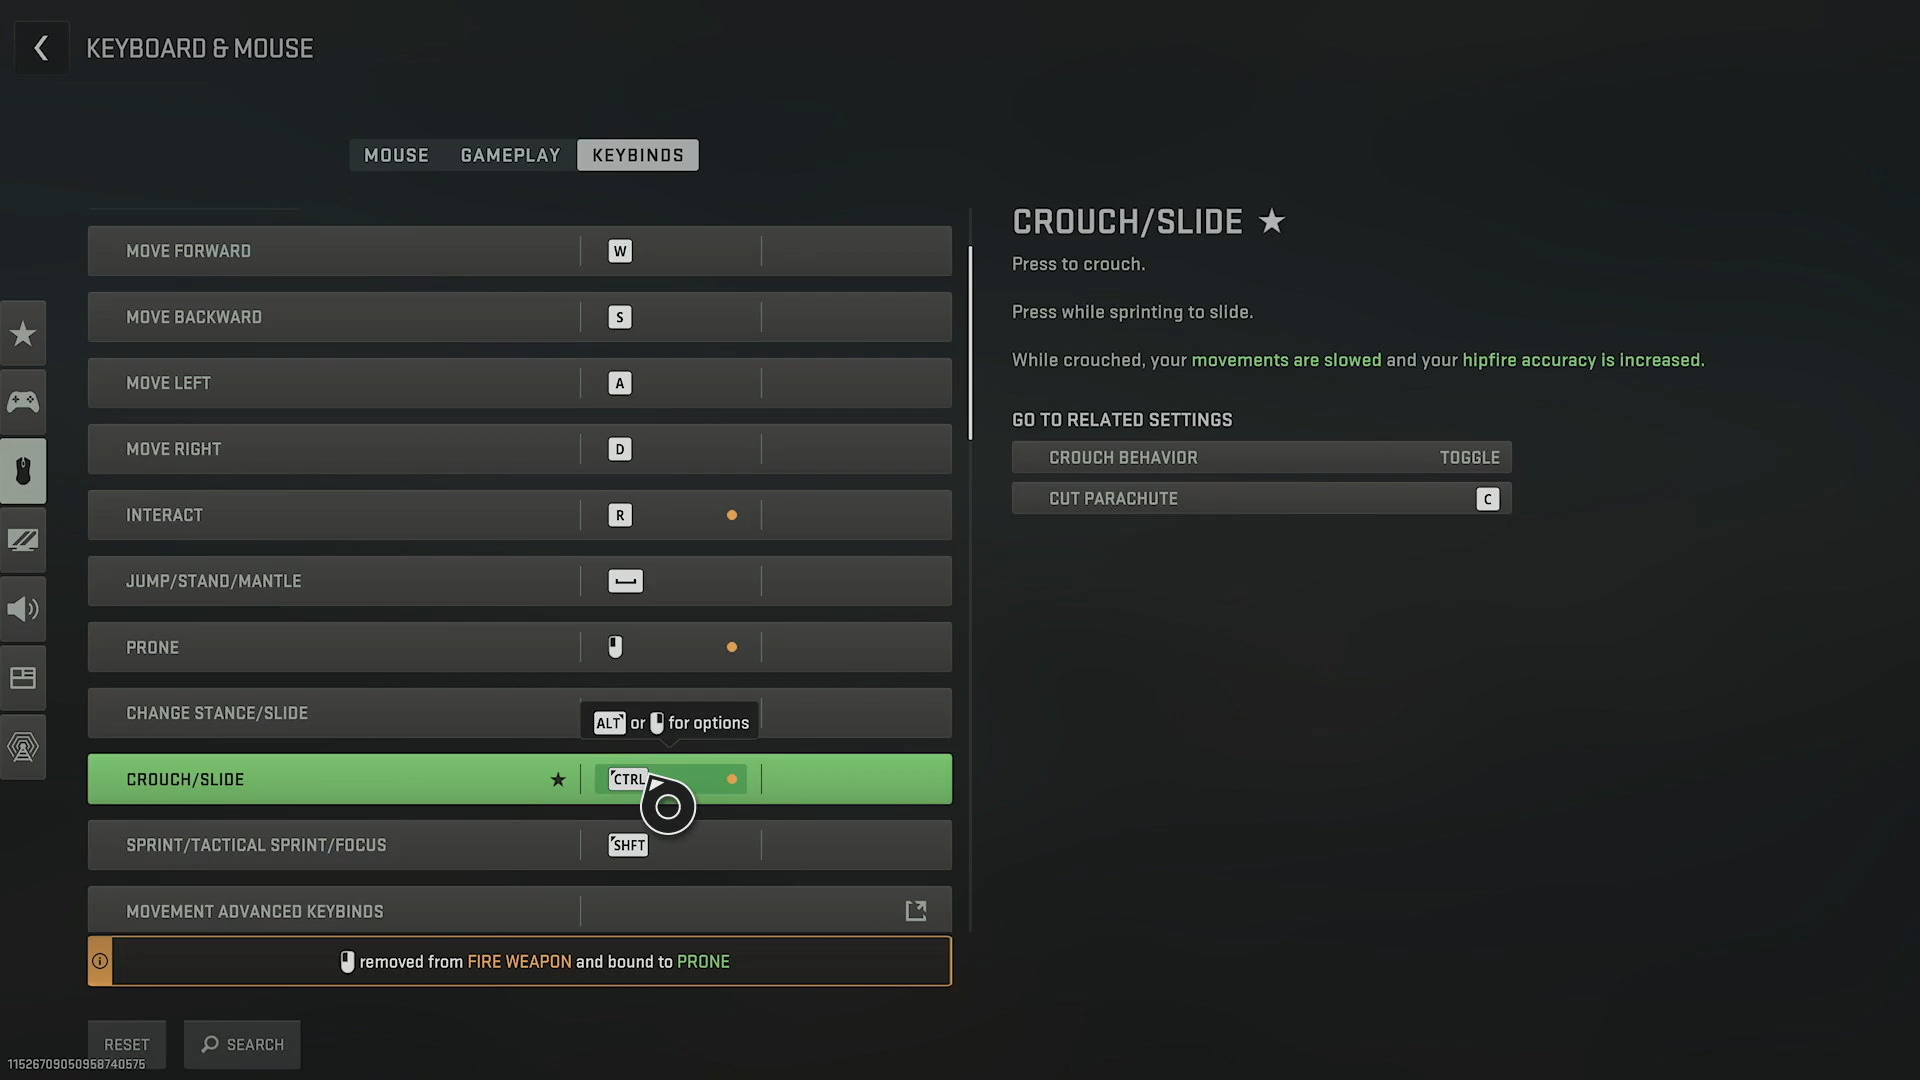 KEYBOARD & MOUSE
MOUSE
GAMEPLAY
KEYBINDS
MOVE FORWARD W
MOVE BACKWARD S
MOVE LEFT A
MOVE RIGHT D
INTERACT R
JUMP/STAND/MANTLE
PRONE
CHANGE STANCE/SLIDE
ALT or for options
CROUCH/SLIDE CTRL
SPRINT/TACTICAL SPRINT/FOCUS SHFT
MOVEMENT ADVANCED KEYBINDS
removed from FIRE WEAPON and bound to PRONE
RESET
SEARCH
11526709050958740575
CROUCH/SLIDE
Press to crouch.
Press while sprinting to slide.
While crouched, your movements are slowed and your hipfire accuracy is increased.
GO TO RELATED SETTINGS
CROUCH BEHAVIOR TOGGLE
CUT PARACHUTE C